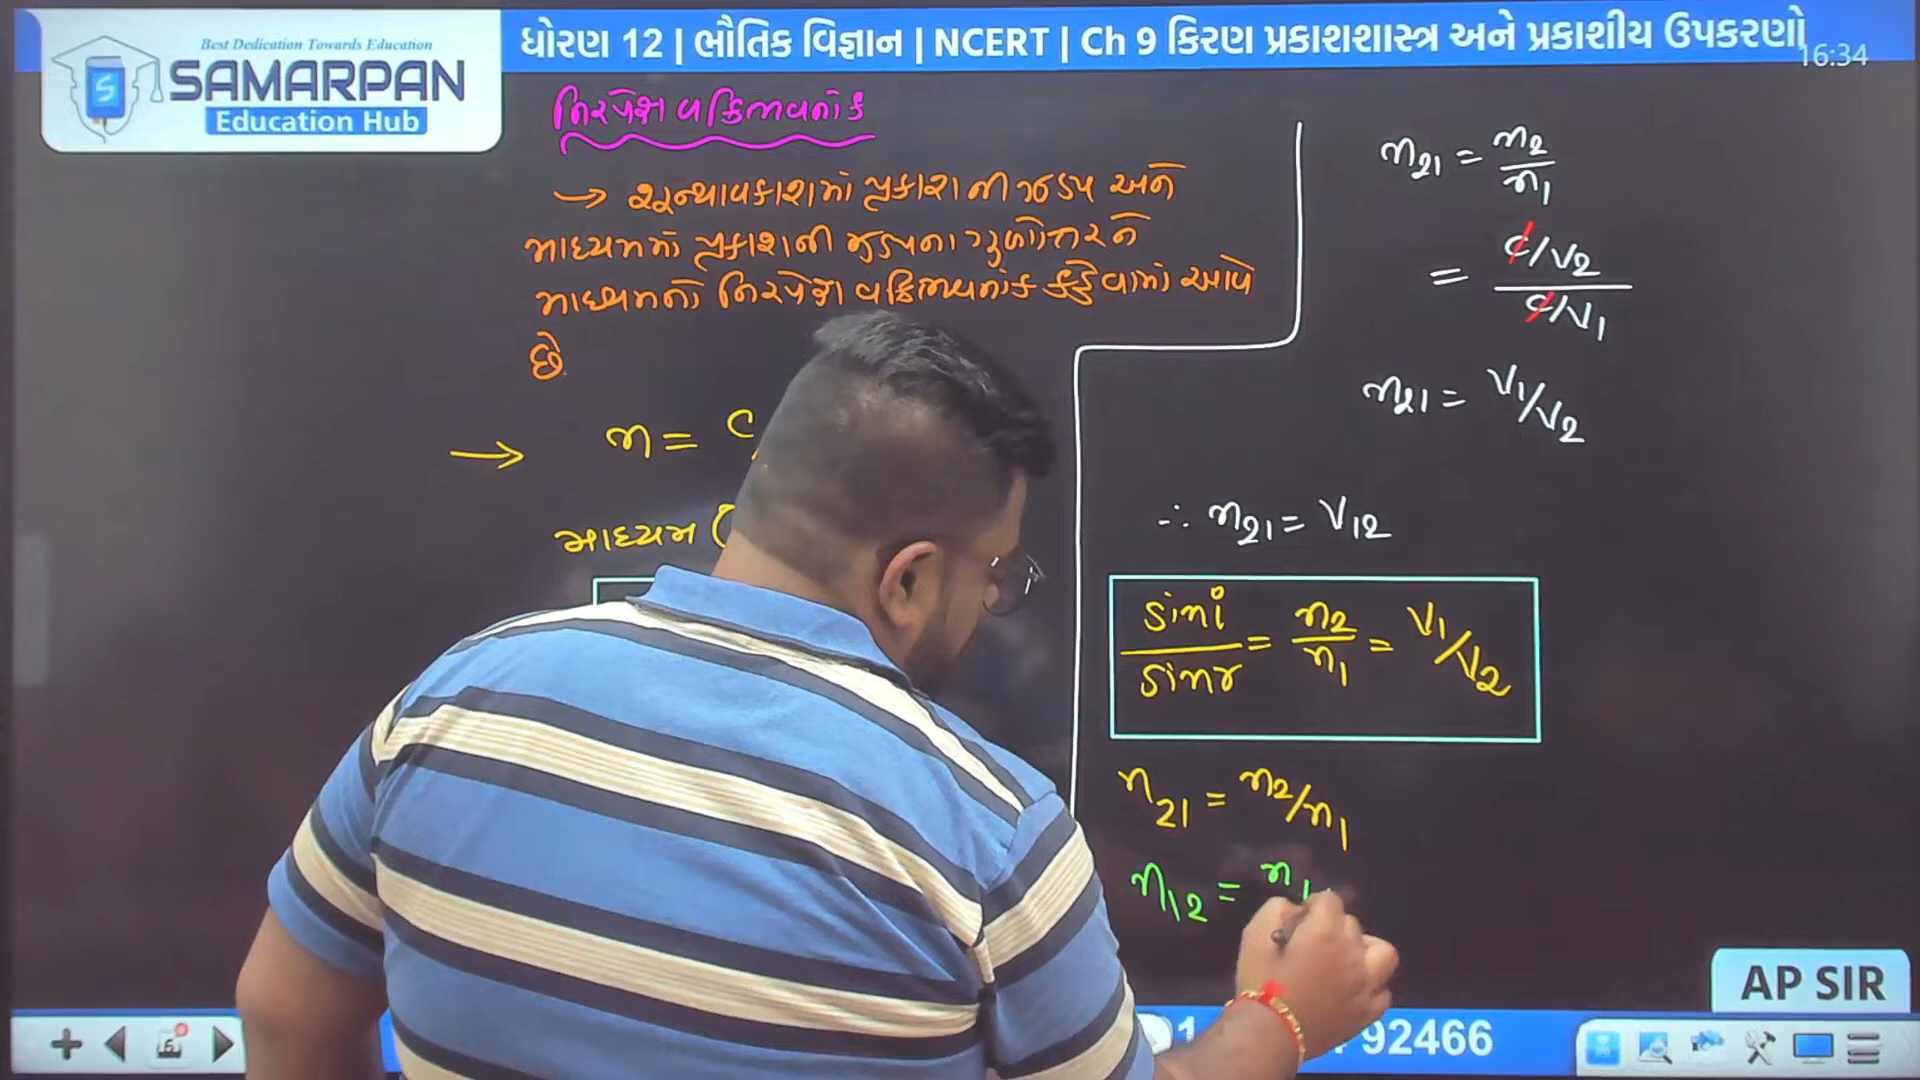 Best Dedication Towards Education
SAMARPAN
Education Hub
ધોરણ 12 | ભૌતિક વિજ્ઞાન | NCERT | Ch 9 કિરણ પ્રકાશશાસ્ત્ર અને પ્રકાશીય ઉપકરણો
16:34
નિરપેક્ષ વક્રિભવનાંક
→ શૂન્યાવકાશમાં પ્રકાશની ઝડપ અને
માધ્યમમાં પ્રકાશની ઝડપના ગુણોત્તરને
માધ્યમનો નિરપેક્ષ વક્રિભવનાંક કહેવામાં આવે
છે.
→ n = c
માધ્યમ (
n21 = n2/n1
= c/v2 / c/v1
n21 = v1/v2
∴ n21 = v12
sin i / sin r = n2/n1 = v1/v2
n21 = n2/n1
n12 = n1
AP SIR
92466